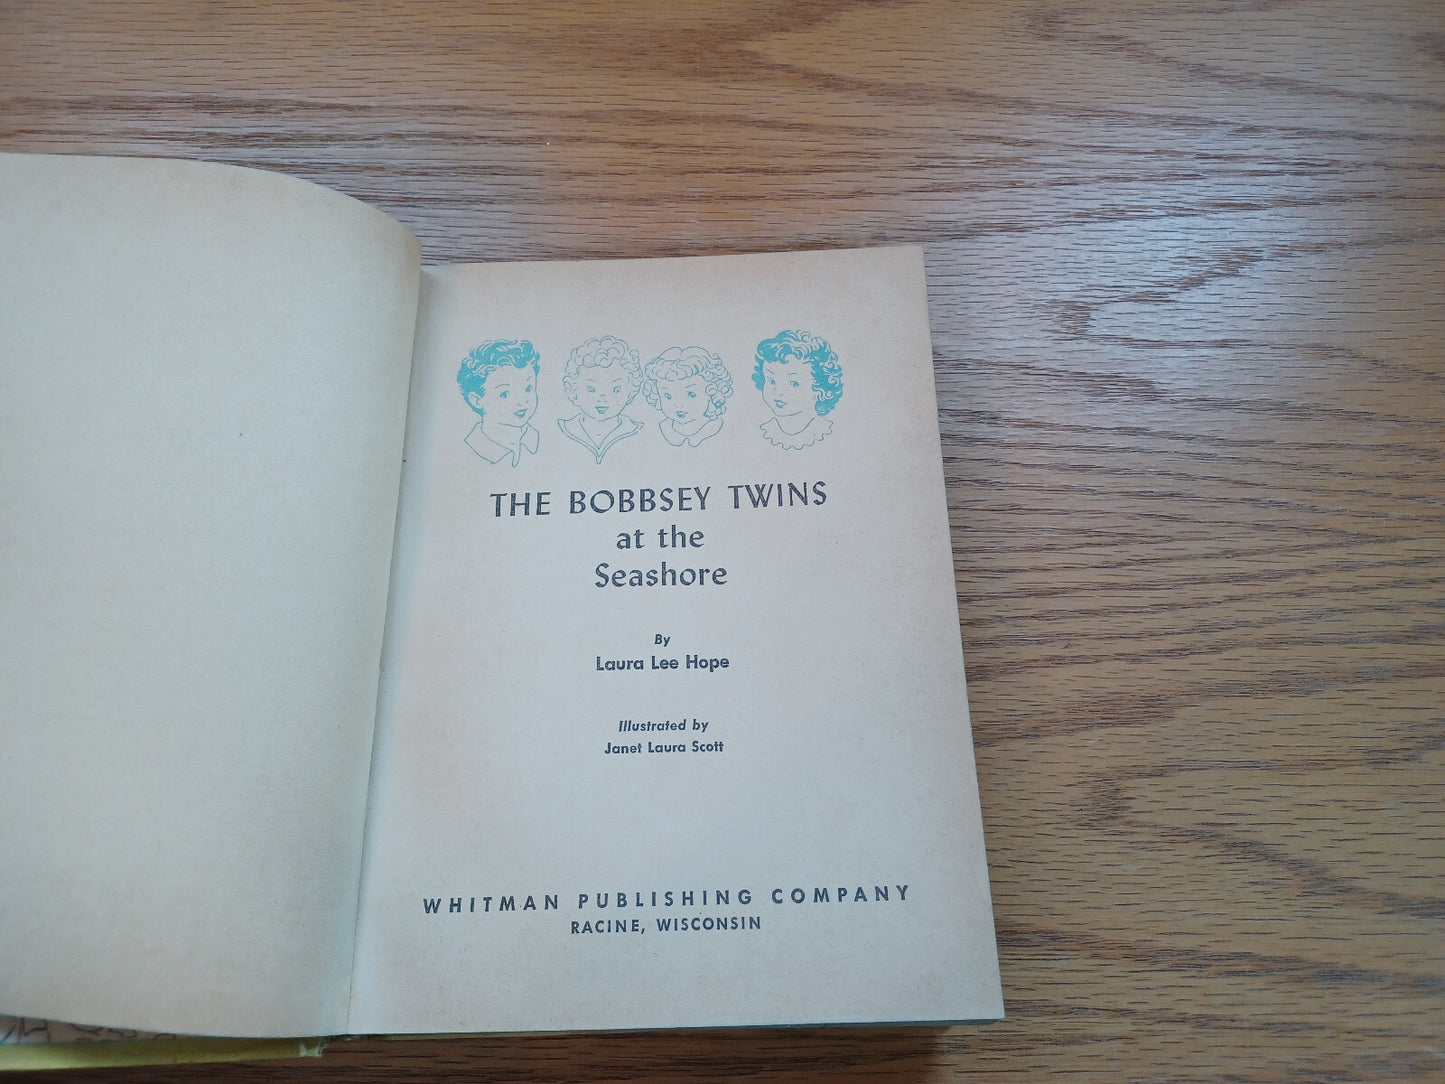 THE BOBBSEY TWINS
at the
Seashore
By
Laura Lee Hope
Illustrated by
Janet Laura Scott
WHITMAN PUBLISHING COMPANY
RACINE, WISCONSIN